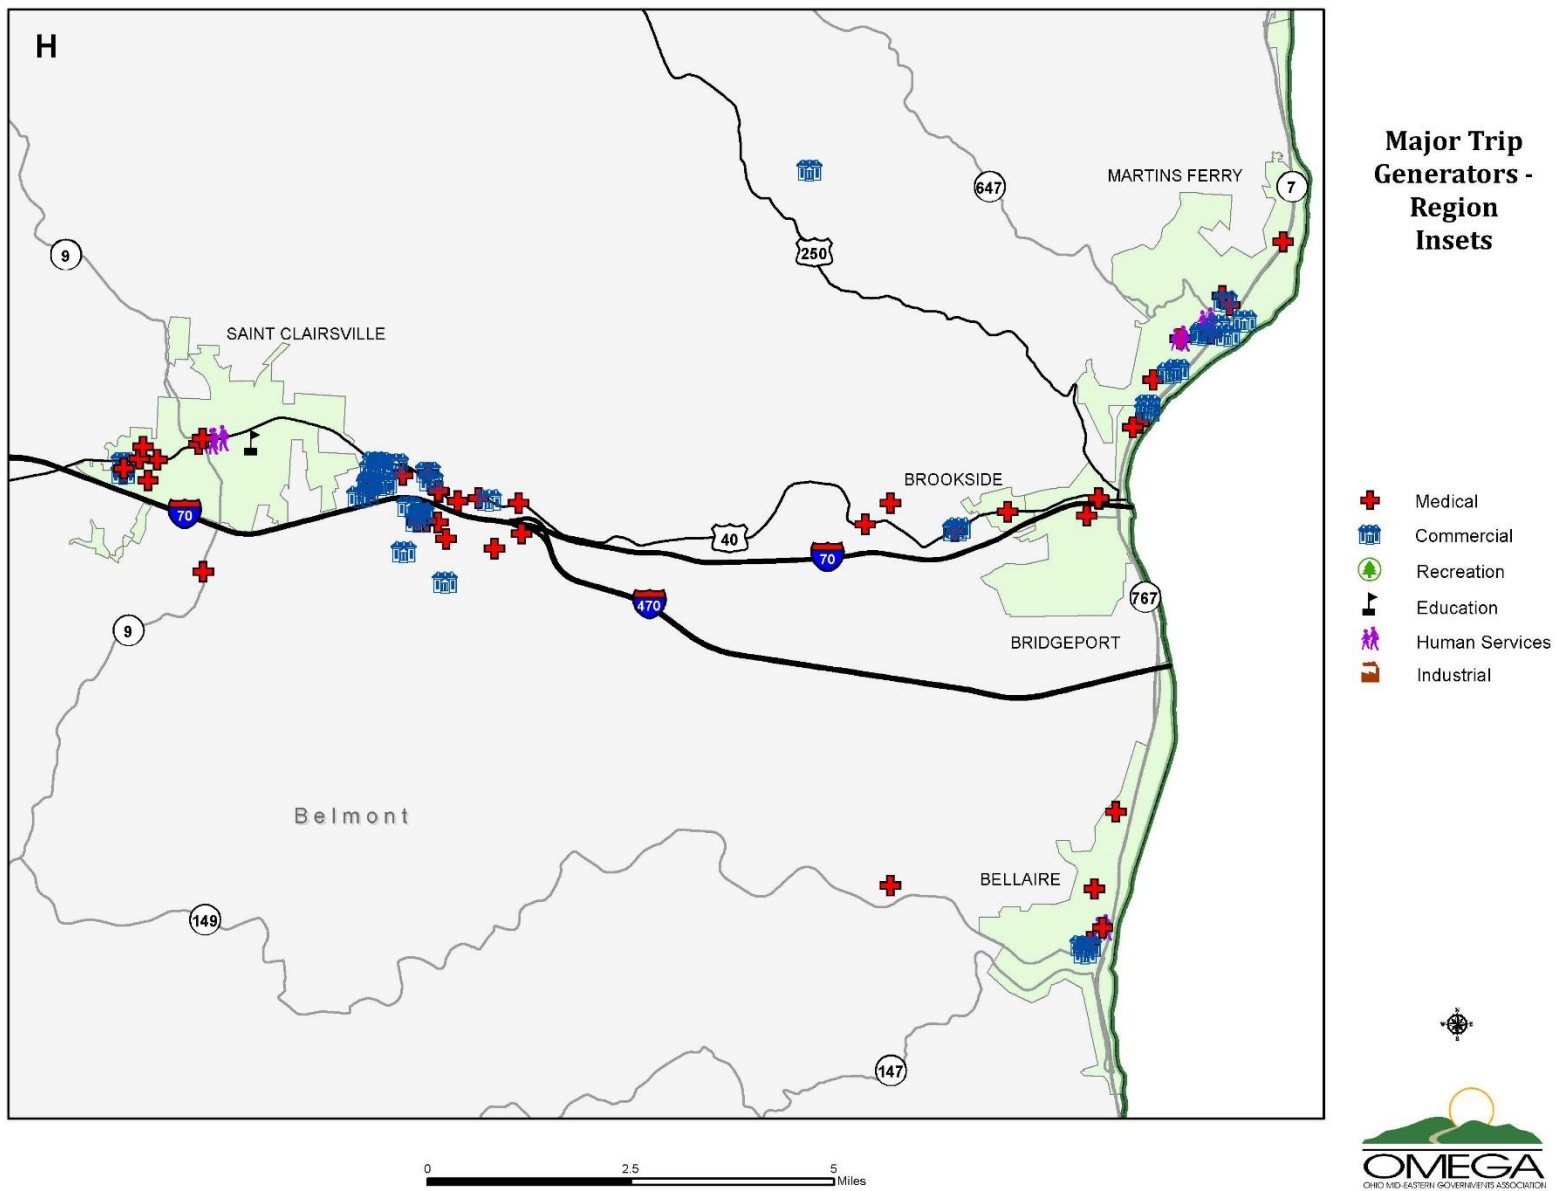 H
Major Trip
Generators -
Region
Insets
MARTINS FERRY
647
7
250
9
SAINT CLAIRSVILLE
BROOKSIDE
70
40
70
470
767
9
BRIDGEPORT
Medical
Commercial
Recreation
Education
Human Services
Industrial
Belmont
BELLAIRE
149
147
N
W E
S
0 2.5 5
Miles
OMEGA
OHIO MID-EASTERN GOVERNMENTS ASSOCIATION